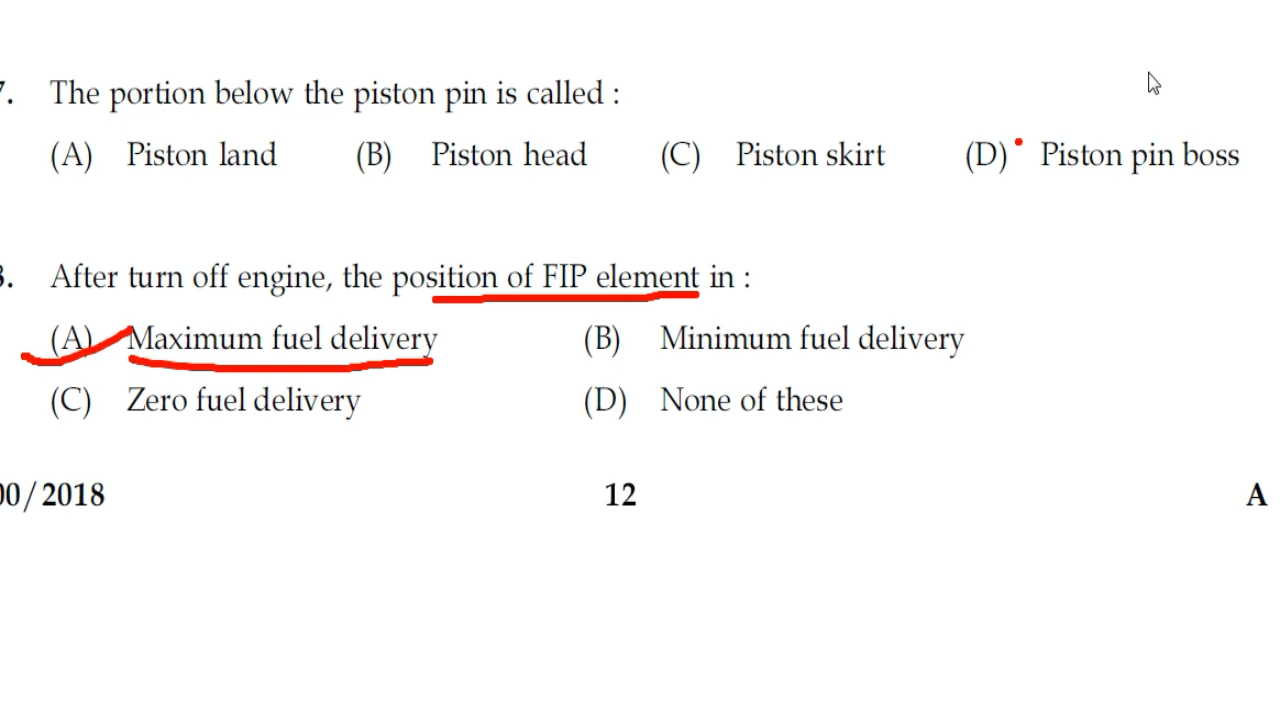 7. The portion below the piston pin is called :
(A) Piston land (B) Piston head (C) Piston skirt (D) Piston pin boss
3. After turn off engine, the position of FIP element in :
(A) Maximum fuel delivery (B) Minimum fuel delivery
(C) Zero fuel delivery (D) None of these
00/2018 12 A